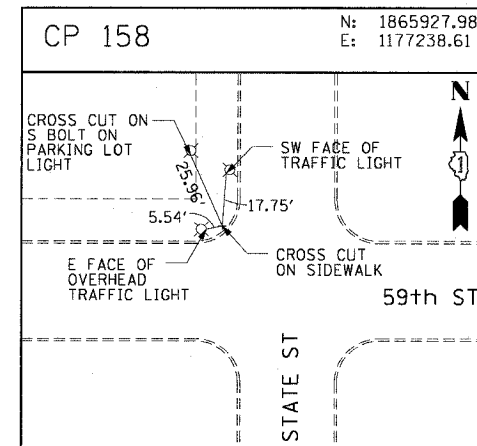 CP 158
N: 1865927.98
E: 1177238.61
CROSS CUT ON
S BOLT ON
PARKING LOT
LIGHT
N
SW FACE OF
TRAFFIC LIGHT
25.96'
17.75'
5.54'
E FACE OF
OVERHEAD
TRAFFIC LIGHT
CROSS CUT
ON SIDEWALK
59th ST
STATE ST